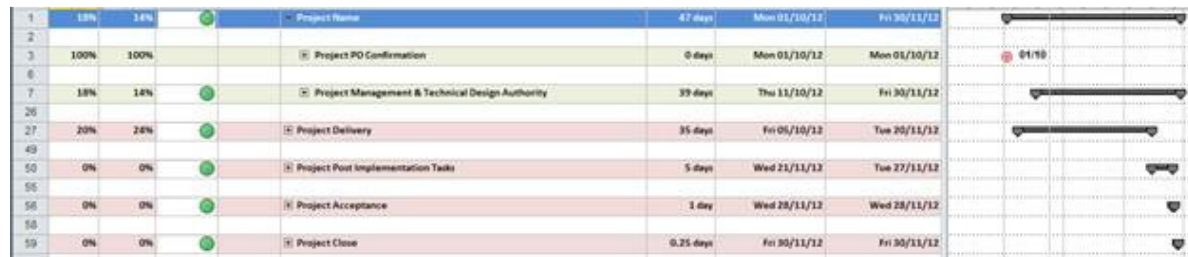 1 18% 14% Project Name 47 days Mon 01/10/12 Fri 30/11/12
2
3 100% 100% Project PO Confirmation 0 days Mon 01/10/12 Mon 01/10/12 01/10
6
7 18% 14% Project Management & Technical Design Authority 39 days Thu 11/10/12 Fri 30/11/12
26
27 20% 24% Project Delivery 35 days Fri 05/10/12 Tue 20/11/12
49
50 0% 0% Project Post Implementation Tasks 5 days Wed 21/11/12 Tue 27/11/12
55
56 0% 0% Project Acceptance 1 day Wed 28/11/12 Wed 28/11/12
58
59 0% 0% Project Close 0.25 days Fri 30/11/12 Fri 30/11/12